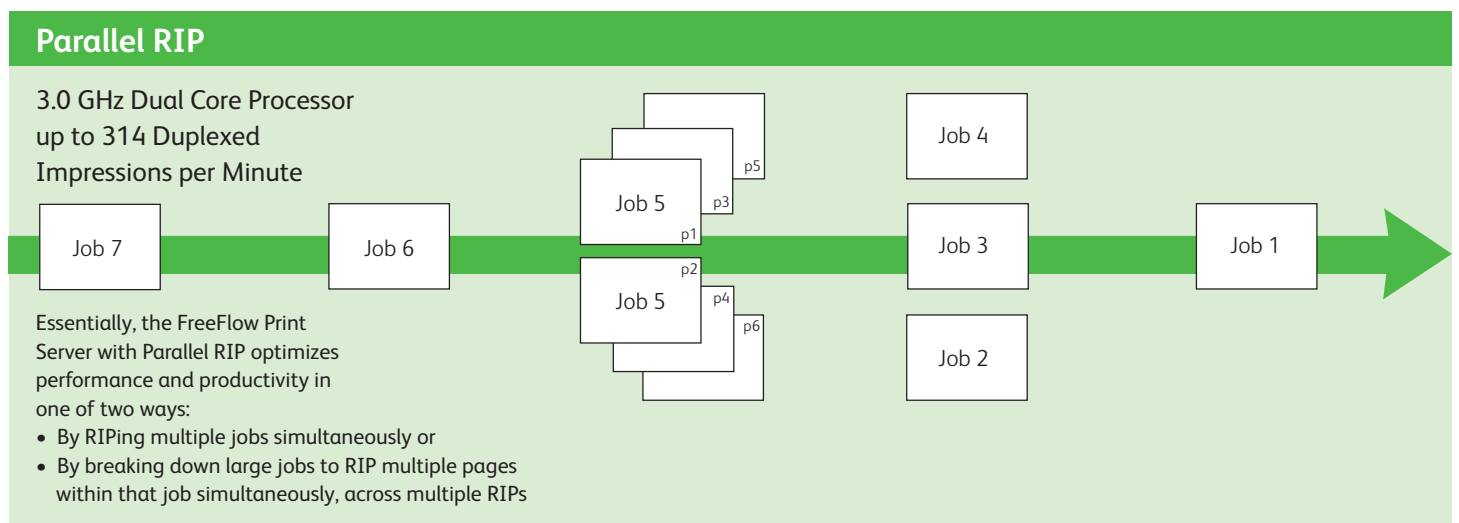 Parallel RIP
3.0 GHz Dual Core Processor
up to 314 Duplexed
Impressions per Minute
Job 7
Job 6
p5
p3
Job 5
p1
p2
Job 5
p4
p6
Job 4
Job 3
Job 2
Job 1
Essentially, the FreeFlow Print
Server with Parallel RIP optimizes
performance and productivity in
one of two ways:
• By RIPing multiple jobs simultaneously or
• By breaking down large jobs to RIP multiple pages
within that job simultaneously, across multiple RIPs